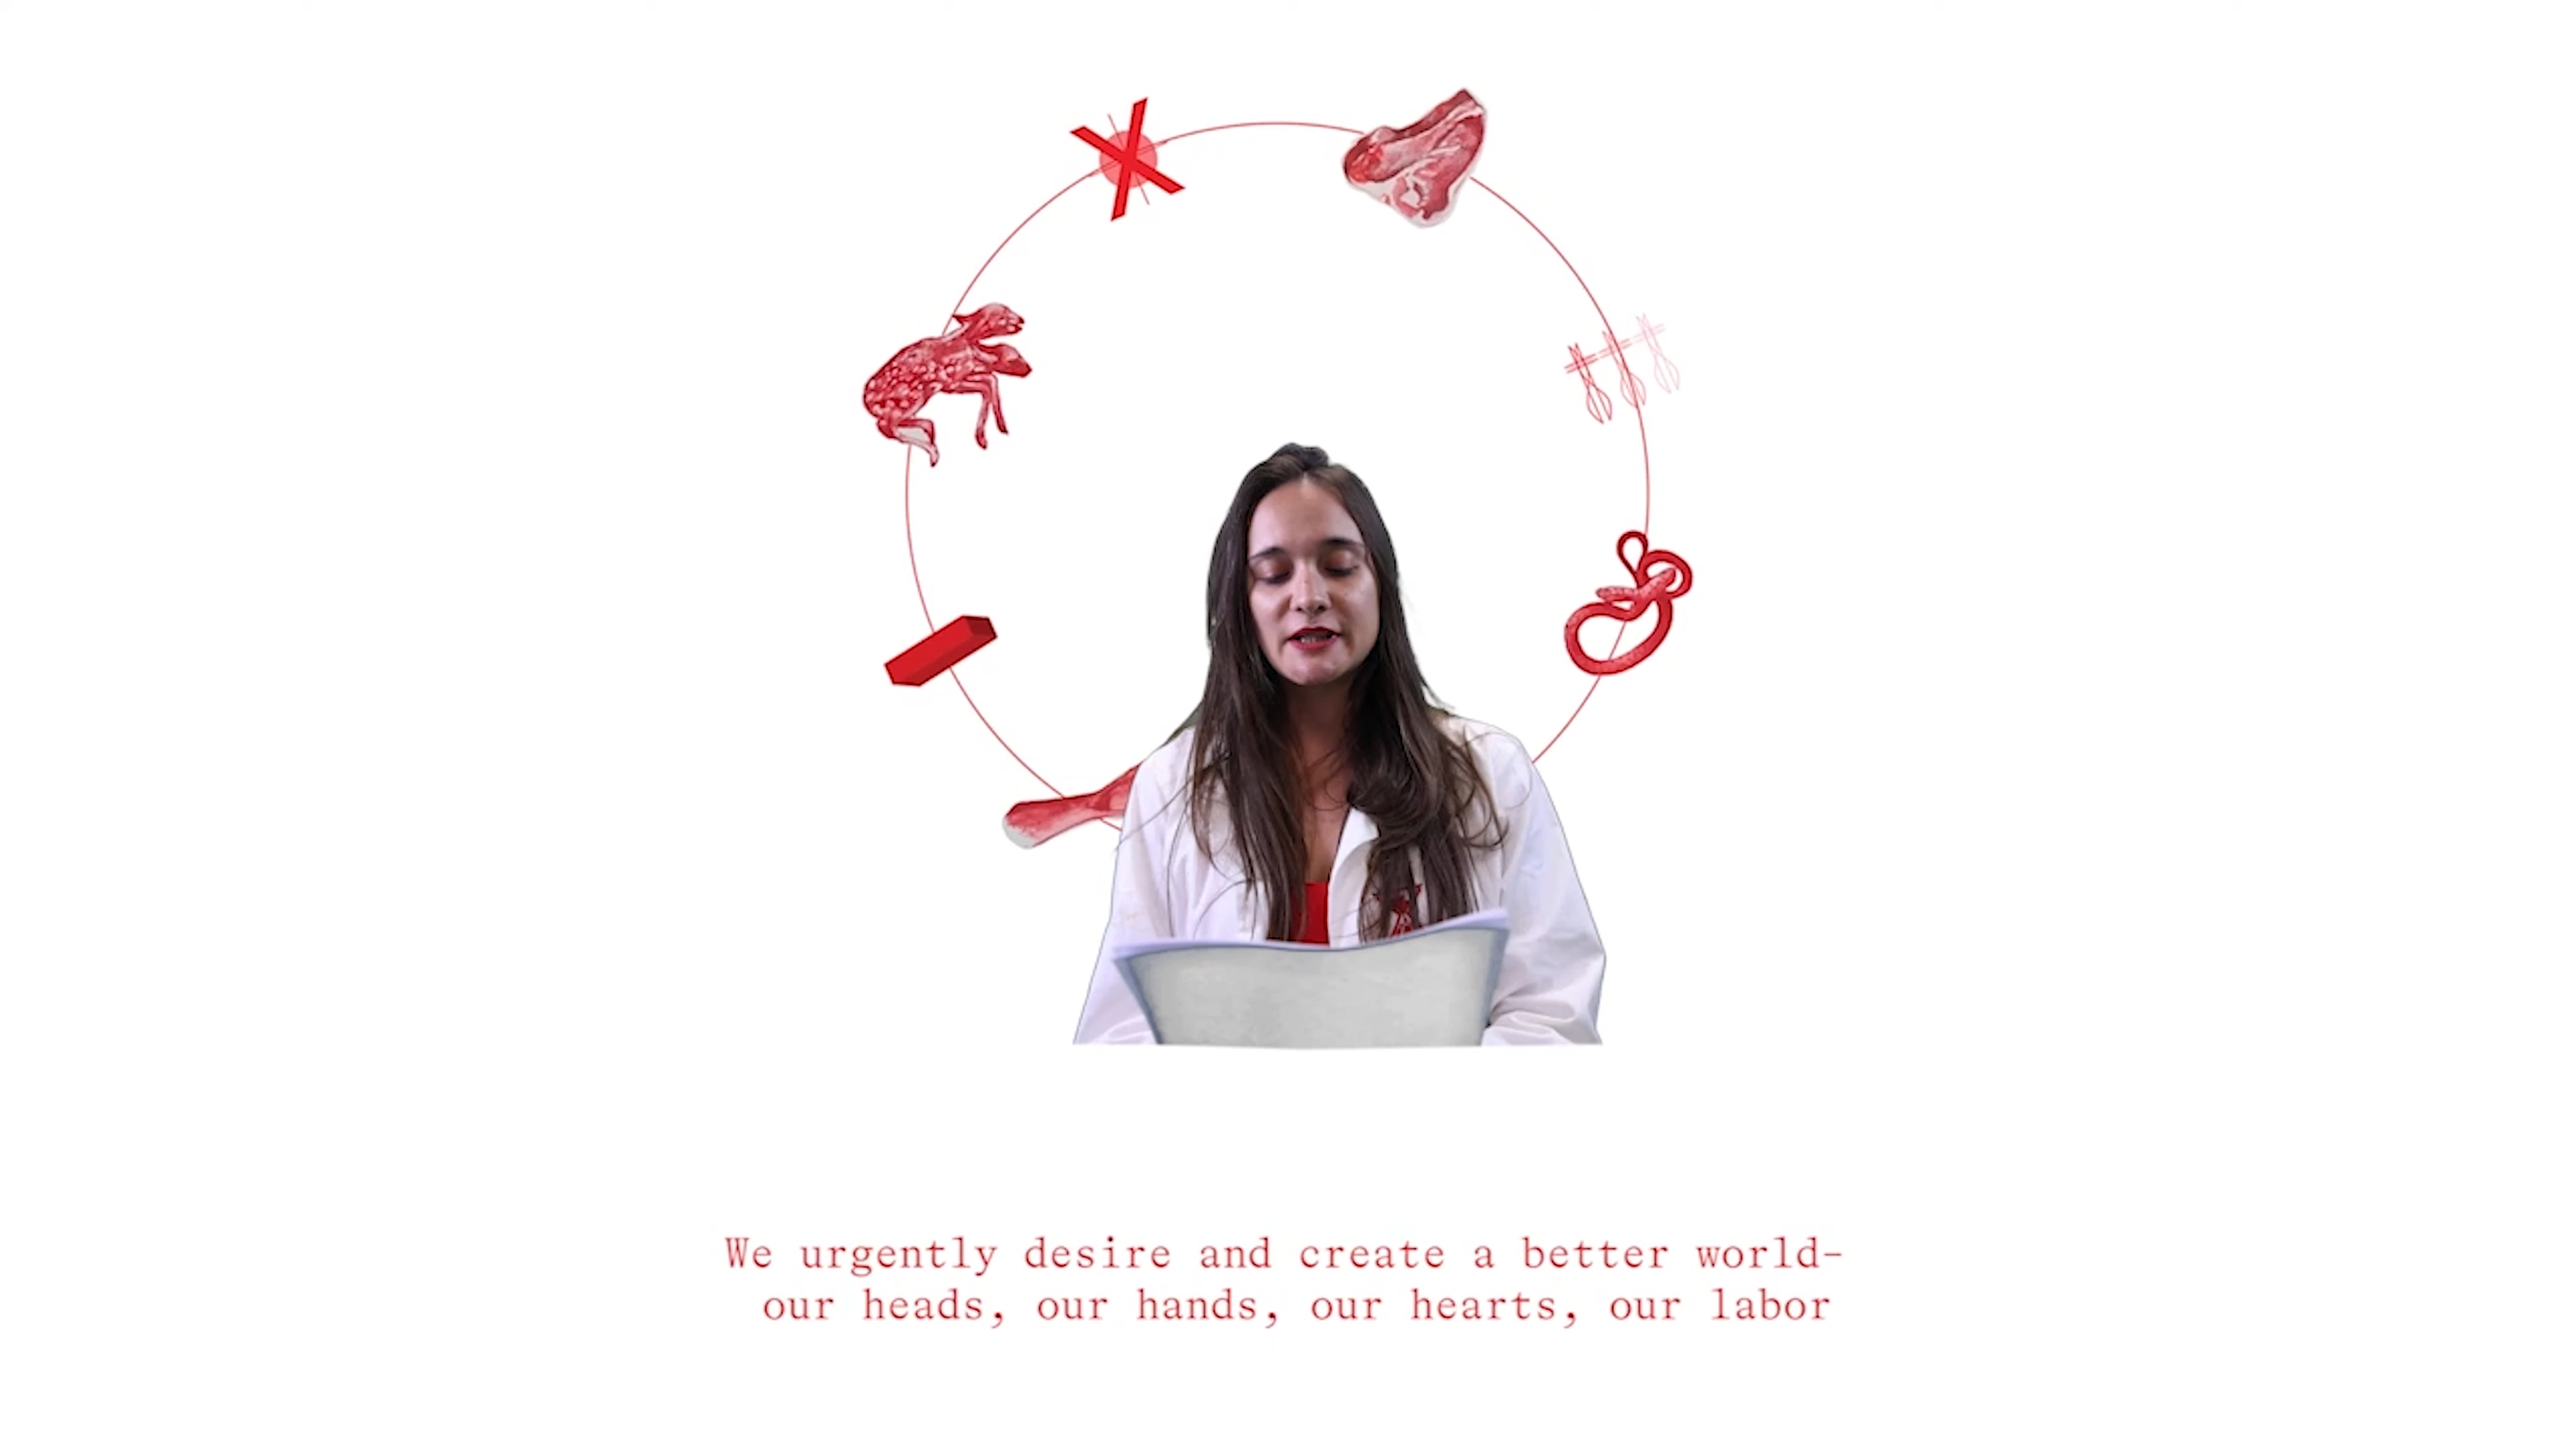 We urgently desire and create a better world-
our heads, our hands, our hearts, our labor